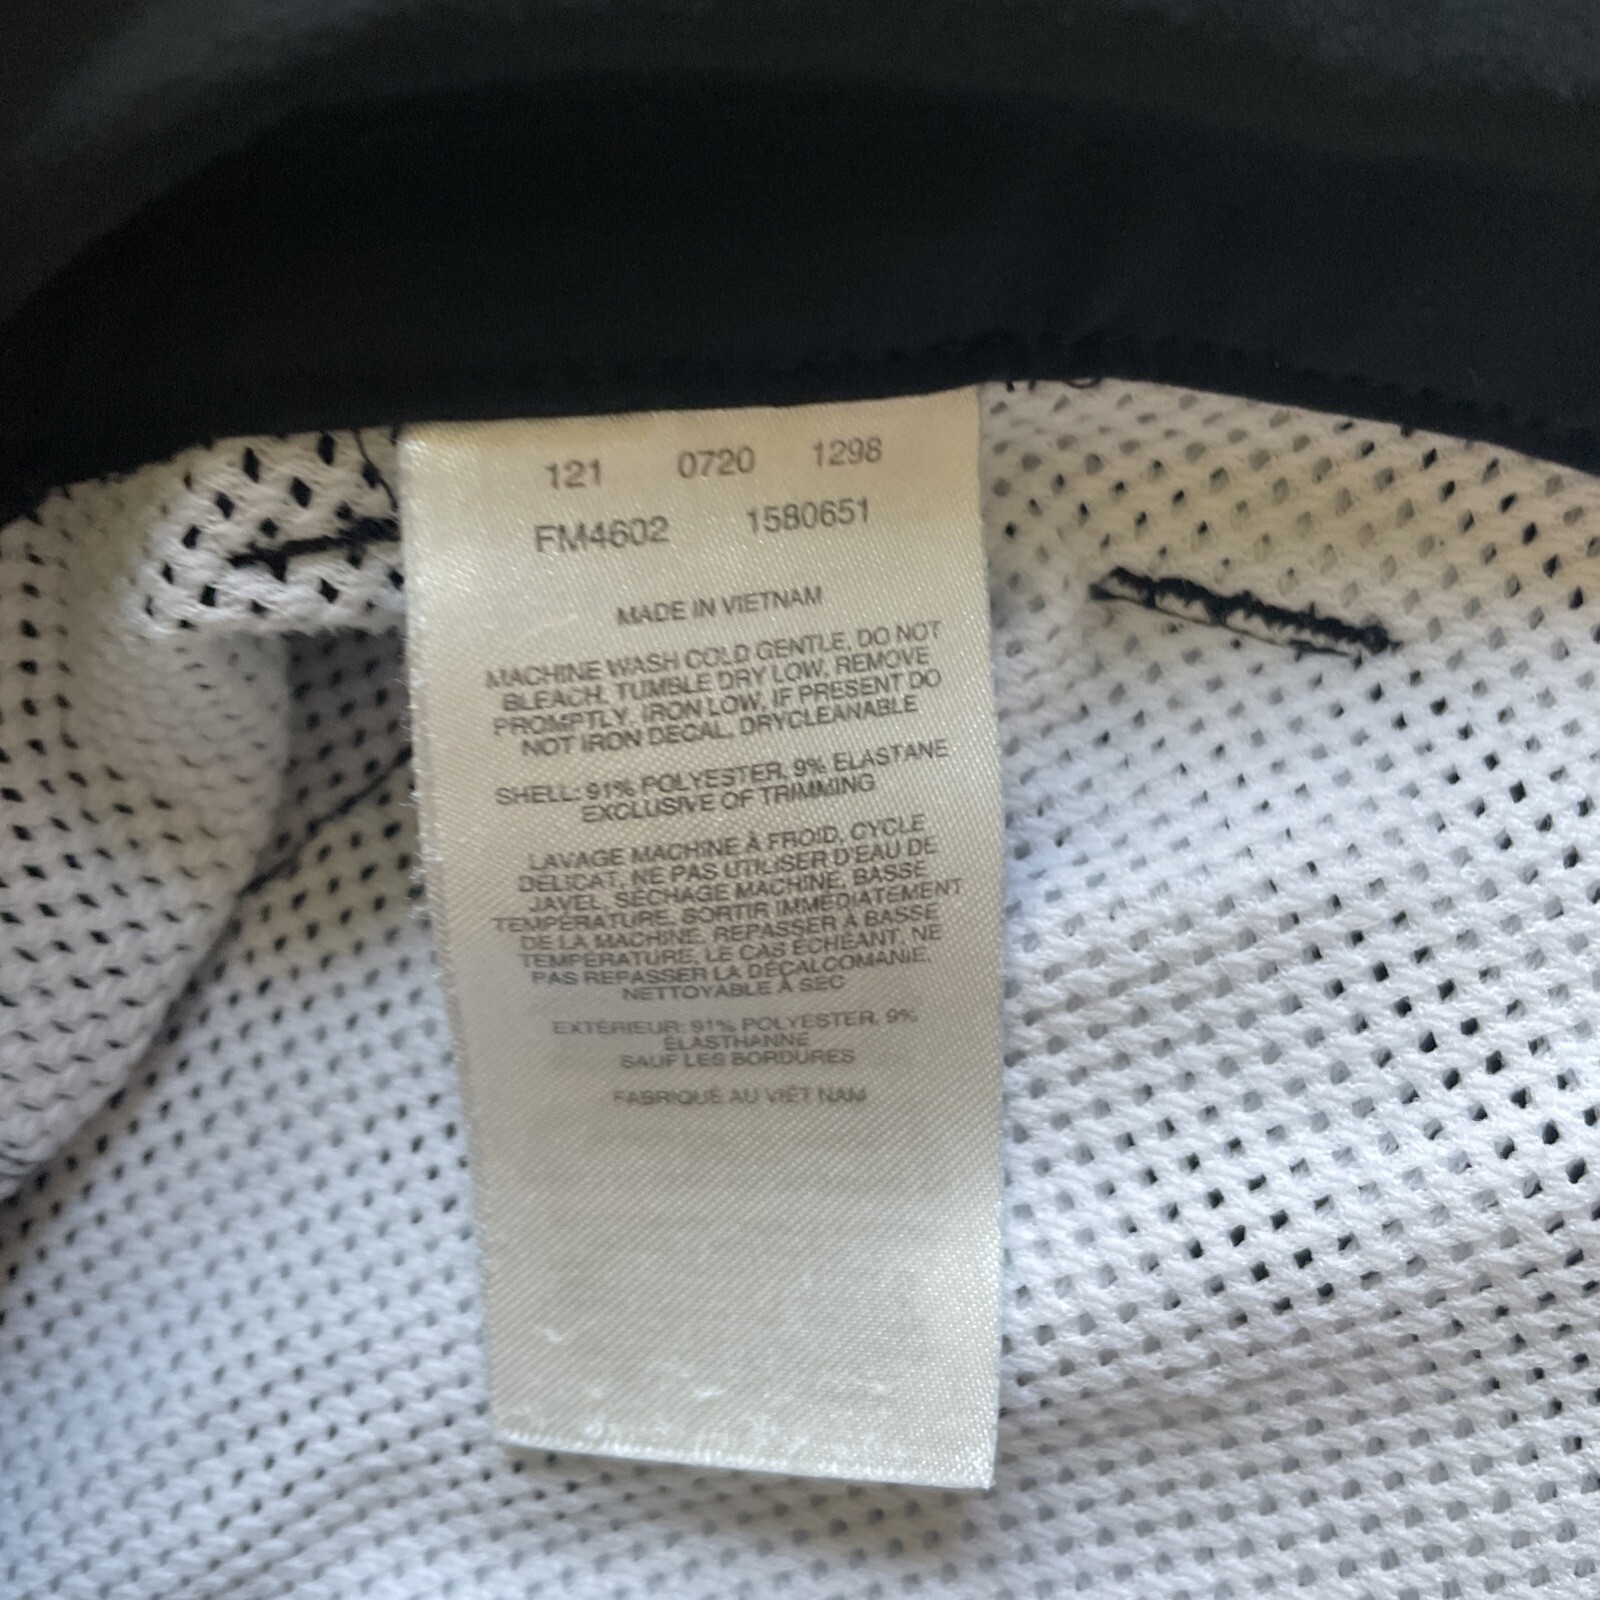 121 0720 1298
FM4602 1580651
MADE IN VIETNAM
MACHINE WASH COLD GENTLE, DO NOT
BLEACH, TUMBLE DRY LOW, REMOVE
PROMPTLY, IRON LOW, IF PRESENT DO
NOT IRON DECAL, DRYCLEANABLE
SHELL: 91% POLYESTER, 9% ELASTANE
EXCLUSIVE OF TRIMMING
LAVAGE MACHINE À FROID, CYCLE
DÉLICAT, NE PAS UTILISER D'EAU DE
JAVEL, SÉCHAGE MACHINE, BASSE
TEMPÉRATURE, SORTIR IMMÉDIATEMENT
DE LA MACHINE, REPASSER À BASSE
TEMPÉRATURE, LE CAS ÉCHÉANT, NE
PAS REPASSER LA DÉCALCOMANIE,
NETTOYABLE À SEC
EXTÉRIEUR: 91% POLYESTER, 9%
ÉLASTHANNE
SAUF LES BORDURES
FABRIQUÉ AU VIÊT NAM